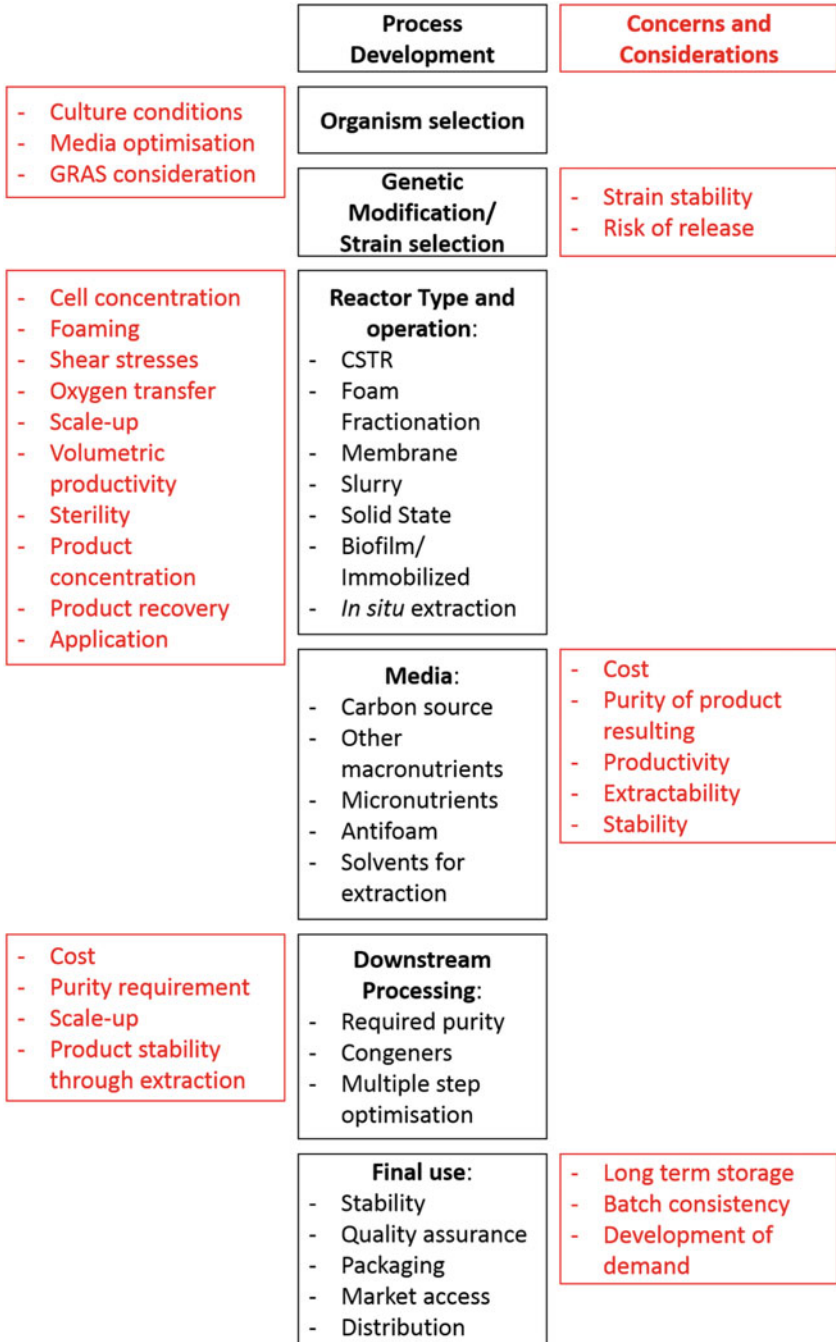 Process
Development
Concerns and
Considerations
- Culture conditions
- Media optimisation
- GRAS consideration
Organism selection
Genetic
Modification/
Strain selection
- Strain stability
- Risk of release
- Cell concentration
- Foaming
- Shear stresses
- Oxygen transfer
- Scale-up
- Volumetric
productivity
- Sterility
- Product
concentration
- Product recovery
- Application
Reactor Type and
operation:
- CSTR
- Foam
Fractionation
- Membrane
- Slurry
- Solid State
- Biofilm/
Immobilized
- In situ extraction
Media:
- Carbon source
- Other
macronutrients
- Micronutrients
- Antifoam
- Solvents for
extraction
- Cost
- Purity of product
resulting
- Productivity
- Extractability
- Stability
- Cost
- Purity requirement
- Scale-up
- Product stability
through extraction
Downstream
Processing:
- Required purity
- Congeners
- Multiple step
optimisation
Final use:
- Stability
- Quality assurance
- Packaging
- Market access
- Distribution
- Long term storage
- Batch consistency
- Development of
demand